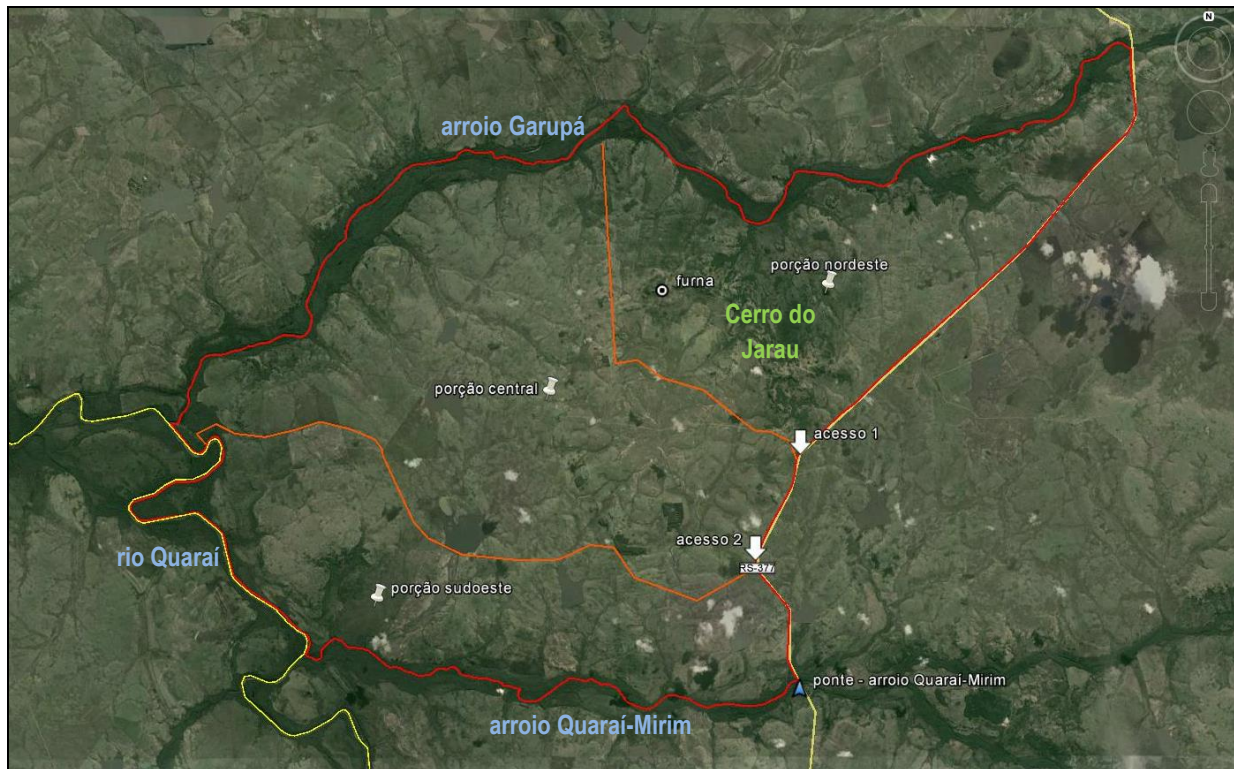 N
arroio Garupá
porção nordeste
furna
Cerro do
Jarau
porção central
acesso 1
acesso 2
rio Quaraí
RS-377
porção sudoeste
ponte - arroio Quaraí-Mirim
arroio Quaraí-Mirim